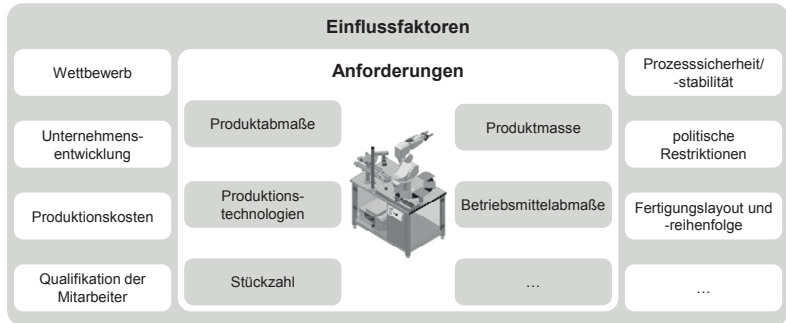 Einflussfaktoren
Wettbewerb
Unternehmens-
entwicklung
Produktionskosten
Qualifikation der
Mitarbeiter
Anforderungen
Produktabmaße
Produktions-
technologien
Stückzahl
Produktmasse
Betriebsmittelabmaße
…
Prozesssicherheit/
-stabilität
politische
Restriktionen
Fertigungslayout und
-reihenfolge
…